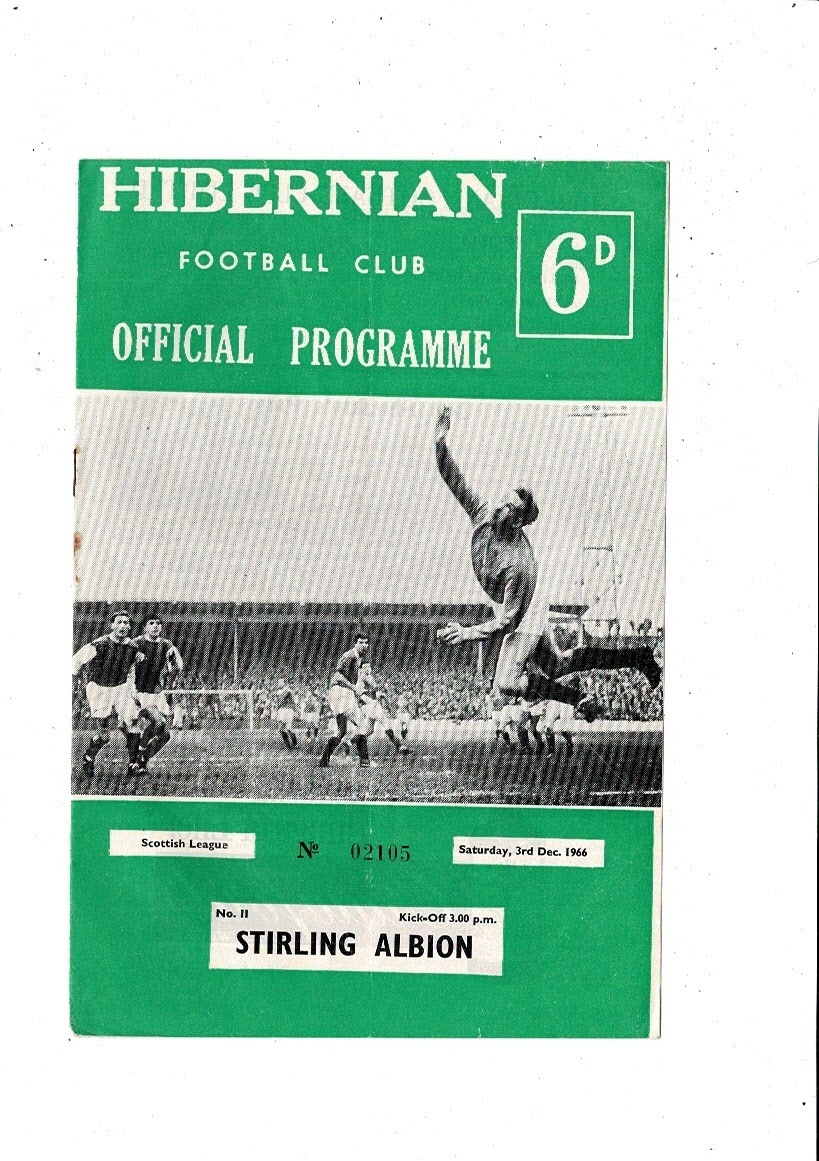 HIBERNIAN
FOOTBALL CLUB
6D
OFFICIAL PROGRAMME
Scottish League
No 02105
Saturday, 3rd Dec. 1966
No. 11
Kick-Off 3.00 p.m.
STIRLING ALBION